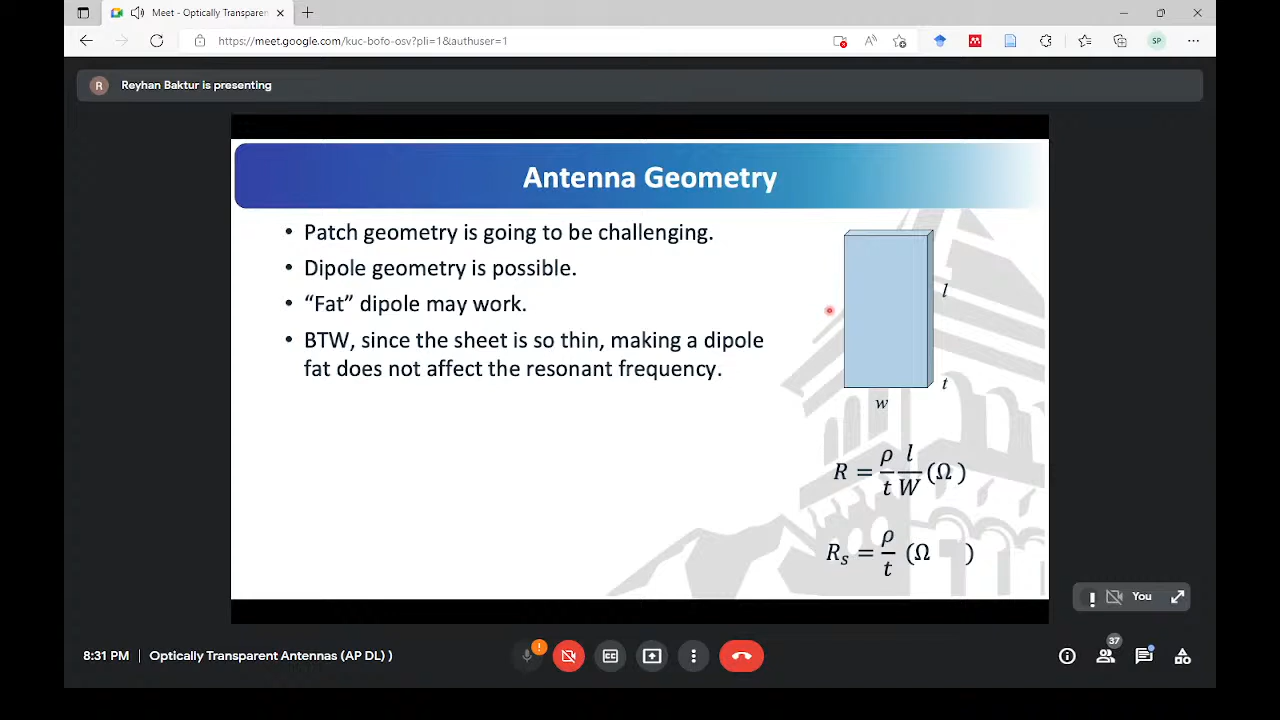 Meet - Optically Transparen
https://meet.google.com/kuc-bofo-osv?pli=1&authuser=1
SP
R
Reyhan Baktur is presenting
Antenna Geometry
• Patch geometry is going to be challenging.
• Dipole geometry is possible.
• “Fat” dipole may work.
• BTW, since the sheet is so thin, making a dipole
fat does not affect the resonant frequency.
l
t
w
R = ρ/t l/W (Ω )
Rₛ = ρ/t (Ω )
You
8:31 PM
Optically Transparent Antennas (AP DL) )
CC
37